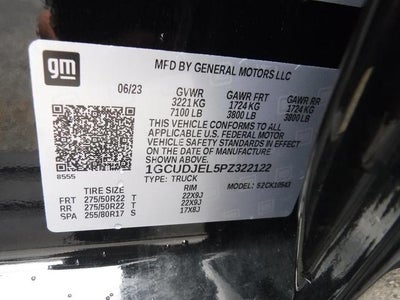 gm
MFD BY GENERAL MOTORS LLC
06/23 GVWR GAWR FRT GAWR RR
3221 KG 1724 KG 1724 KG
7100 LB 3800 LB 3800 LB
THIS VEHICLE CONFORMS TO ALL APPLICABLE
U.S. FEDERAL MOTOR
VEHICLE SAFETY STANDARDS IN EFFECT
ON THE DATE OF MANUFACTURE SHOWN ABOVE.
1GCUDJEL5PZ322122
8555 TYPE: TRUCK
TIRE SIZE RIM MODEL: S2CK10543
FRT 275/50R22 T 22X9J
RR 275/50R22 T 22X9J
SPA 255/80R17 S 17X8J